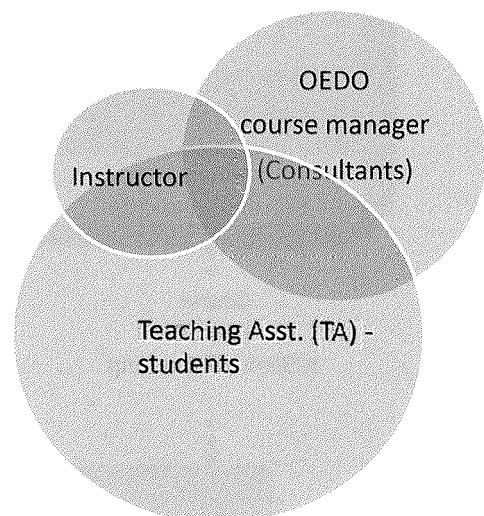 OEDO
course manager
(Consultants)
Instructor
Teaching Asst. (TA) -
students